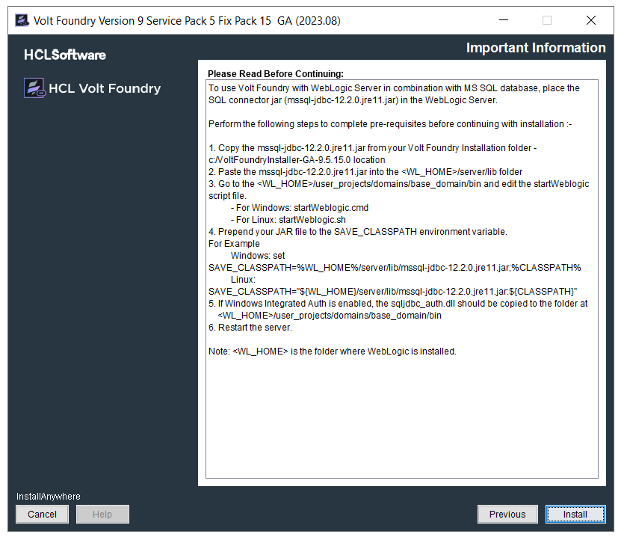 Volt Foundry Version 9 Service Pack 5 Fix Pack 15 GA (2023.08)
HCLSoftware
Important Information
HCL Volt Foundry
Please Read Before Continuing:
To use Volt Foundry with WebLogic Server in combination with MS SQL database, place the
SQL connector jar (mssql-jdbc-12.2.0.jre11.jar) in the WebLogic Server.
Perform the following steps to complete pre-requisites before continuing with installation :-
1. Copy the mssql-jdbc-12.2.0.jre11.jar from your Volt Foundry Installation folder -
c:/VoltFoundryInstaller-GA-9.5.15.0 location
2. Paste the mssql-jdbc-12.2.0.jre11.jar into the <WL_HOME>/server/lib folder
3. Go to the <WL_HOME>/user_projects/domains/base_domain/bin and edit the startWeblogic
script file.
- For Windows: startWeblogic.cmd
- For Linux: startWeblogic.sh
4. Prepend your JAR file to the SAVE_CLASSPATH environment variable.
For Example
Windows: set
SAVE_CLASSPATH=%WL_HOME%/server/lib/mssql-jdbc-12.2.0.jre11.jar;%CLASSPATH%
Linux:
SAVE_CLASSPATH="${WL_HOME}/server/lib/mssql-jdbc-12.2.0.jre11.jar:${CLASSPATH}"
5. If Windows Integrated Auth is enabled, the sqljdbc_auth.dll should be copied to the folder at
<WL_HOME>/user_projects/domains/base_domain/bin
6. Restart the server.
Note: <WL_HOME> is the folder where WebLogic is installed.
InstallAnywhere
Cancel
Help
Previous
Install